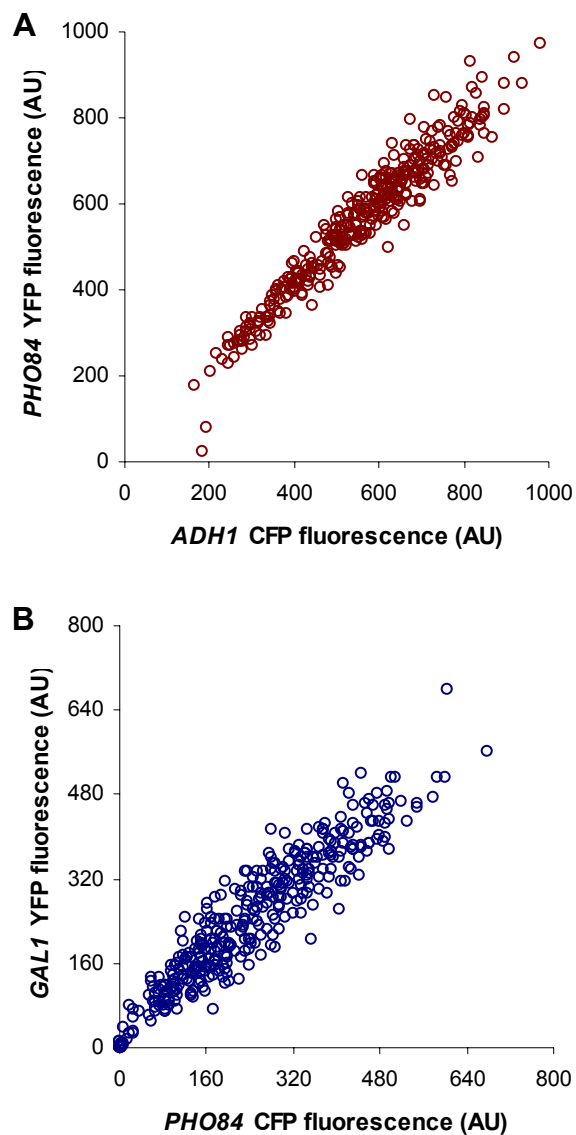 A
1000
800
600
400
200
0
PHO84 YFP fluorescence (AU)
0 200 400 600 800 1000
ADH1 CFP fluorescence (AU)
B
800
640
480
320
160
0
GAL1 YFP fluorescence (AU)
0 160 320 480 640 800
PHO84 CFP fluorescence (AU)